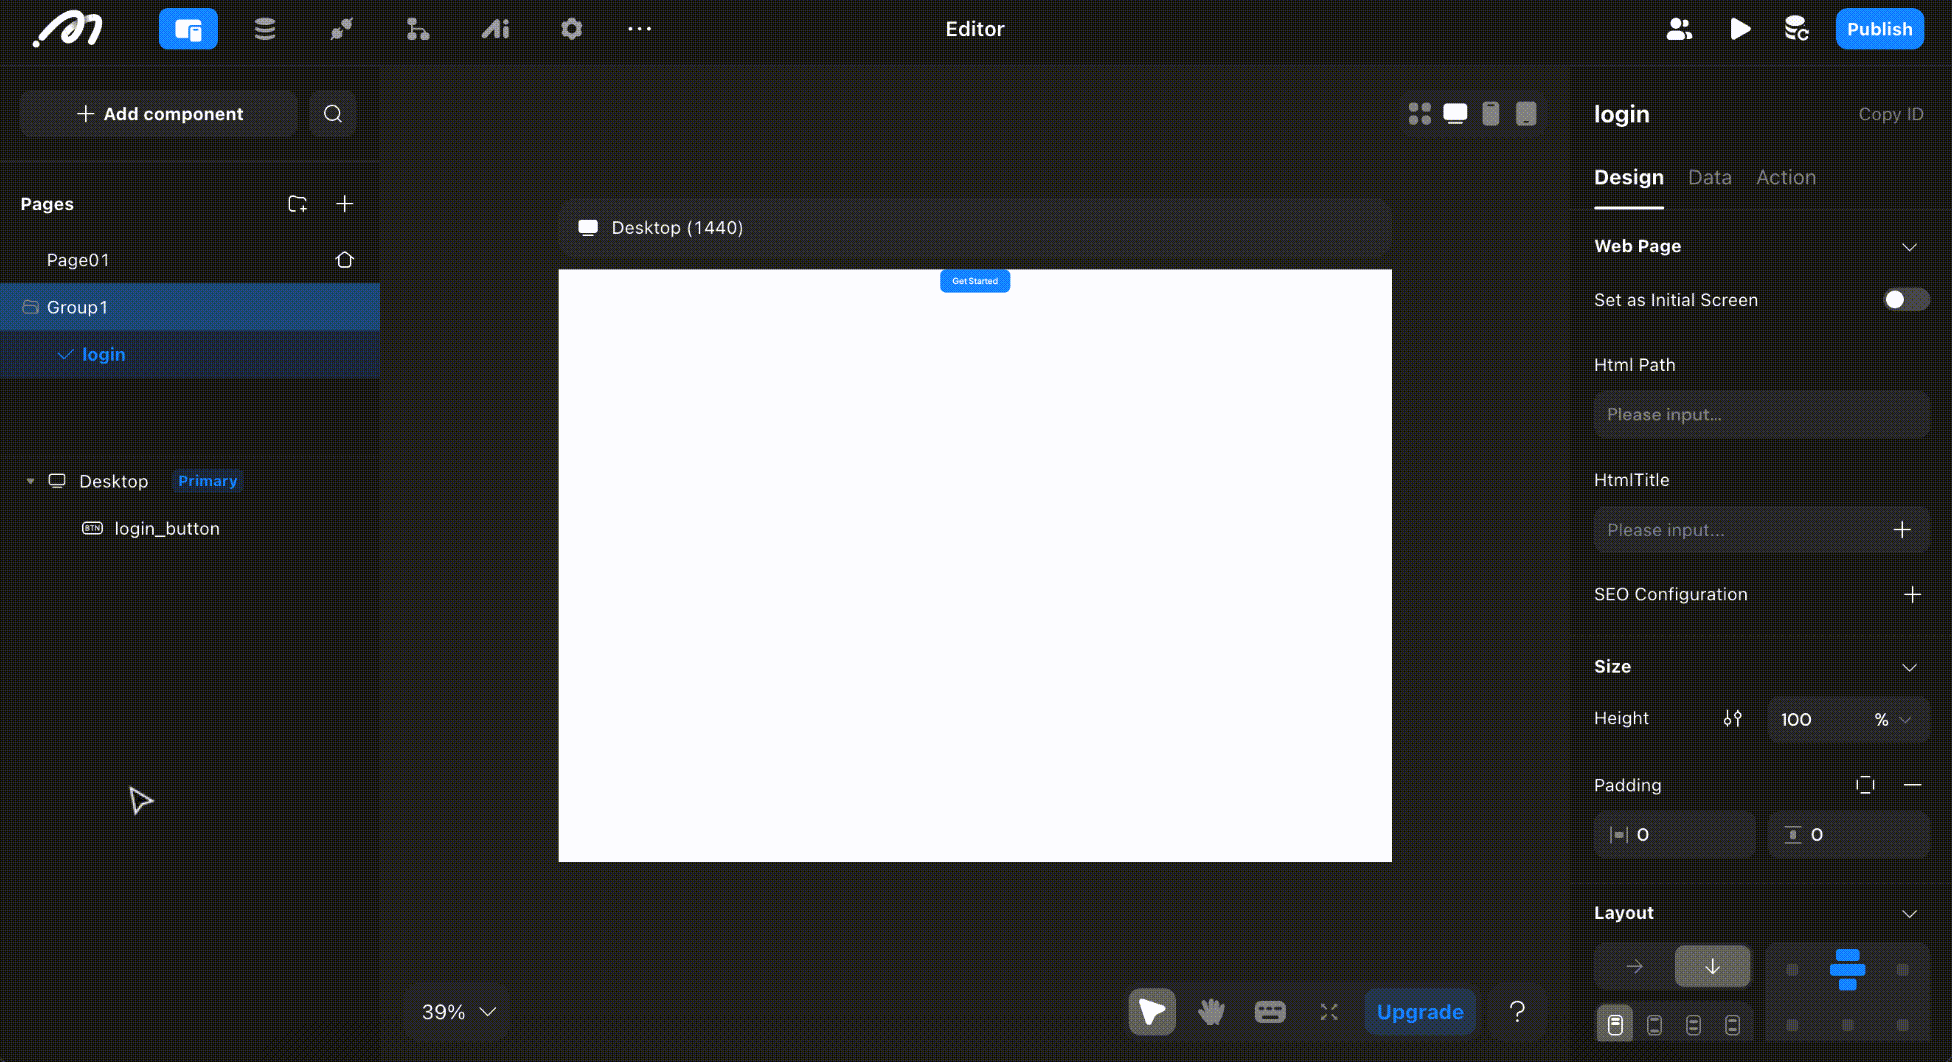 Editor
Publish
Add component
Pages
Page01
Group1
login
Desktop Primary
BTN login_button
Desktop (1440)
Get Started
39%
Upgrade
?
login
Copy ID
Design Data Action
Web Page
Set as Initial Screen
Html Path
Please input...
HtmlTitle
Please input...
SEO Configuration
Size
Height 100 %
Padding
0 0
Layout